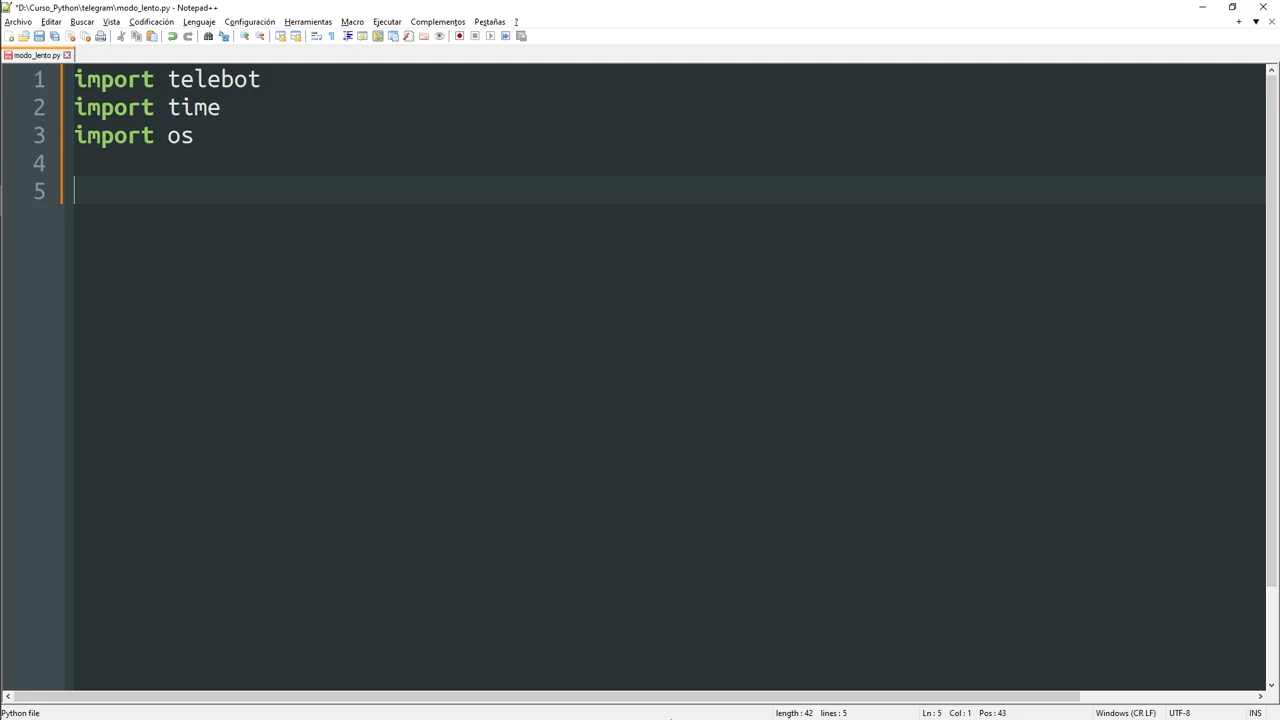 *D:\Curso_Python\telegram\modo_lento.py - Notepad++
Archivo Editar Buscar Vista Codificación Lenguaje Configuración Herramientas Macro Ejecutar Complementos Pestañas ?
modo_lento.py
1 import telebot
2 import time
3 import os
4
5
Python file length : 42 lines : 5 Ln : 5 Col : 1 Pos : 43 Windows (CR LF) UTF-8 INS